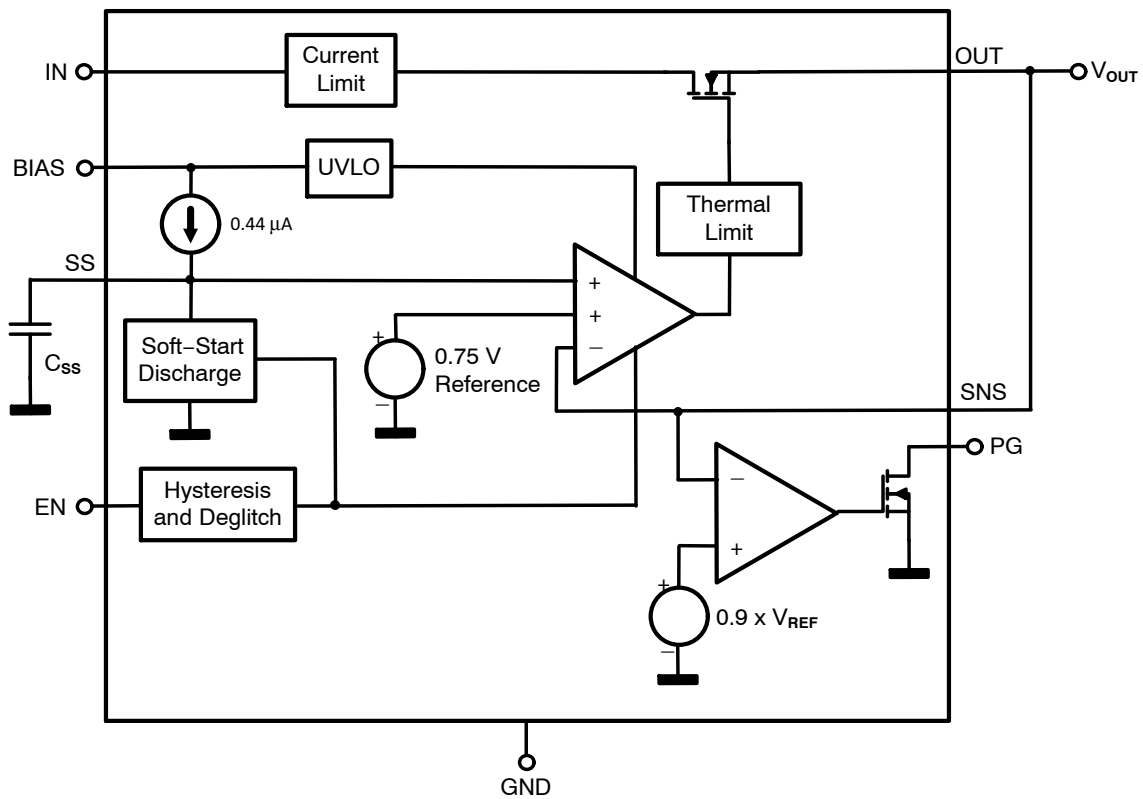 Current
Limit
IN
OUT
VOUT
BIAS
UVLO
0.44 µA
Thermal
Limit
SS
+
+
−
CSS
Soft−Start
Discharge
+
0.75 V
Reference
−
SNS
PG
EN
Hysteresis
and Deglitch
−
+
+
0.9 x VREF
−
GND